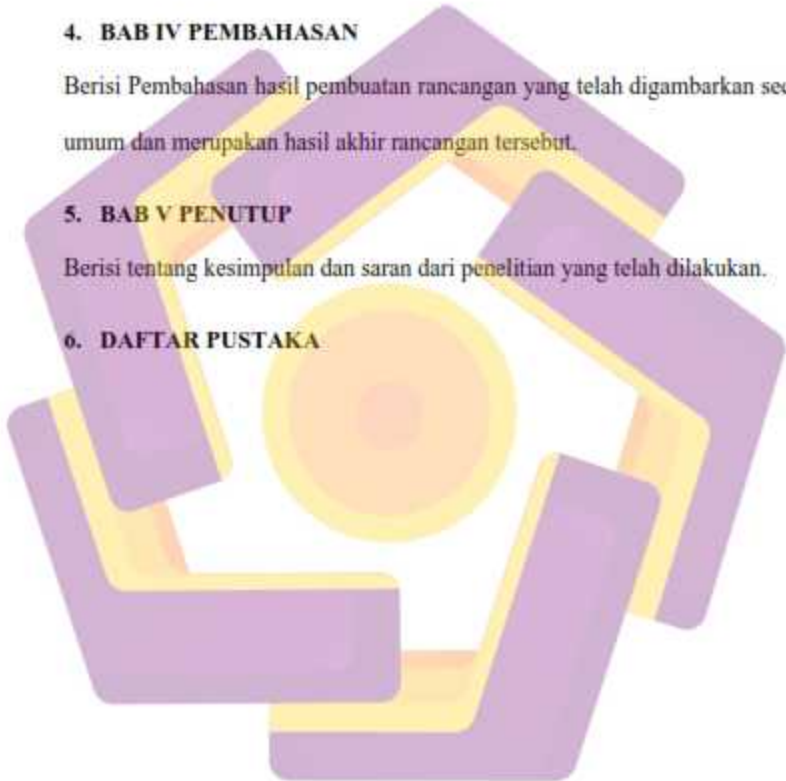 4. BAB IV PEMBAHASAN
Berisi Pembahasan hasil pembuatan rancangan yang telah digambarkan sec
umum dan merupakan hasil akhir rancangan tersebut.
5. BAB V PENUTUP
Berisi tentang kesimpulan dan saran dari penelitian yang telah dilakukan.
6. DAFTAR PUSTAKA